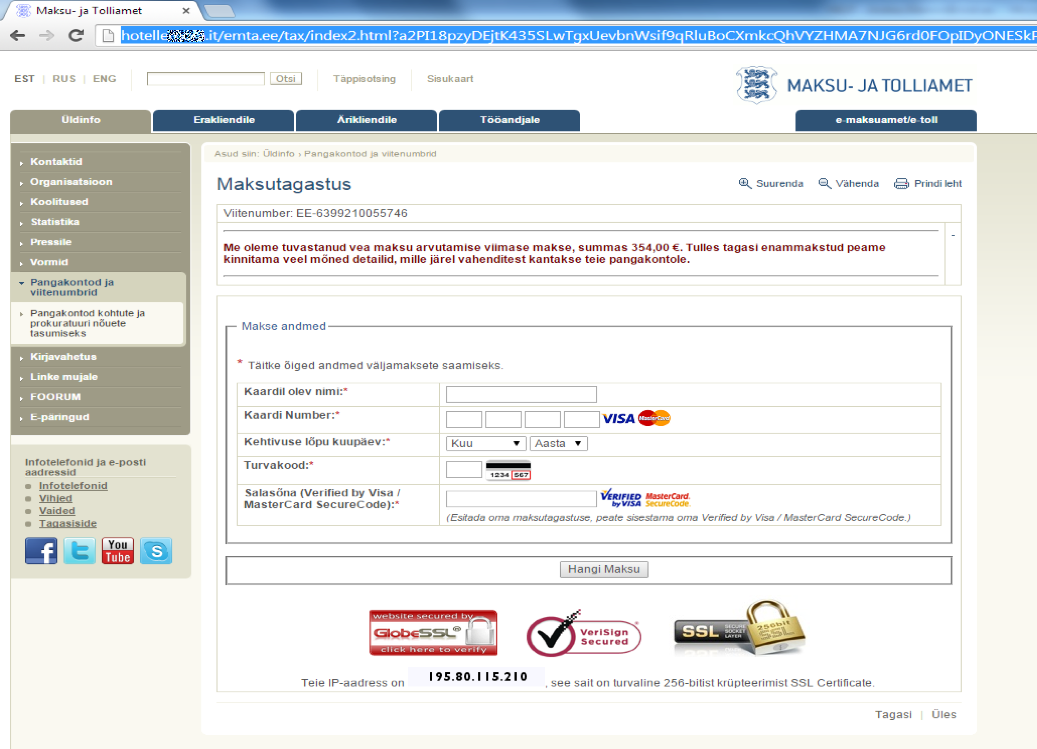 Maksu- ja Tolliamet
hotelle .it/emta.ee/tax/index2.html?a2PI18pzyDEjtK435SLwTgxUevbnWsif9qRluBoCXmkcQhVYZHMA7NJG6rd0FOpIDyONESkF
EST | RUS | ENG
Otsi
Täppisotsing
Sisukaart
MAKSU- JA TOLLIAMET
Üldinfo
Erakliendile
Ärikliendile
Tööandjale
e-maksuamet/e-toll
Kontaktid
Organisatsioon
Koolitused
Statistika
Pressile
Vormid
Pangakontod ja
viitenumbrid
Pangakontod kohtute ja
prokuratuuri nõuete
tasumiseks
Kirjavahetus
Linke mujale
FOORUM
E-päringud
Infotelefonid ja e-posti
aadressid
Infotelefonid
Vihjed
Vaided
Tagasiside
You
Tube
Asud siin: Üldinfo › Pangakontod ja viitenumbrid
Maksutagastus
Suurenda
Vähenda
Prindi leht
Viitenumber: EE-6399210055746
Me oleme tuvastanud vea maksu arvutamise viimase makse, summas 354,00 €. Tulles tagasi enammakstud peame
kinnitama veel mõned detailid, mille järel vahenditest kantakse teie pangakontole.
-
Makse andmed
* Täitke õiged andmed väljamaksete saamiseks.
Kaardil olev nimi:*
Kaardi Number:*
VISA MasterCard
Kehtivuse lõpu kuupäev:*
Kuu
Aasta
Turvakood:*
1234 567
Salasõna (Verified by Visa /
MasterCard SecureCode):*
VERIFIED
by VISA
MasterCard.
SecureCode.
(Esitada oma maksutagastuse, peate sisestama oma Verified by Visa / MasterCard SecureCode.)
Hangi Maksu
website secured by
GlobeSSL®
click here to verify
VeriSign
Secured
SSL
SECURE
SOCKET
LAYER
256bit
SSL
Teie IP-aadress on 195.80.115.210 , see sait on turvaline 256-bitist krüpteerimist SSL Certificate.
Tagasi | Üles